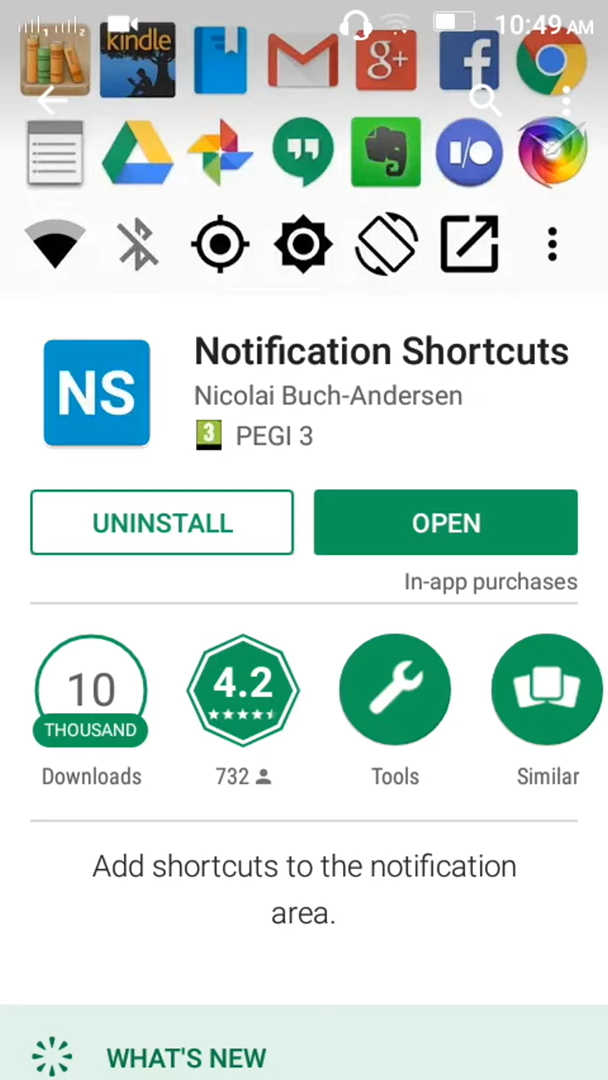 10:49 AM
kindle
g+
f
I/O
Notification Shortcuts
NS
Nicolai Buch-Andersen
3 PEGI 3
UNINSTALL
OPEN
In-app purchases
10
THOUSAND
4.2
Downloads
732
Tools
Similar
Add shortcuts to the notification
area.
WHAT'S NEW